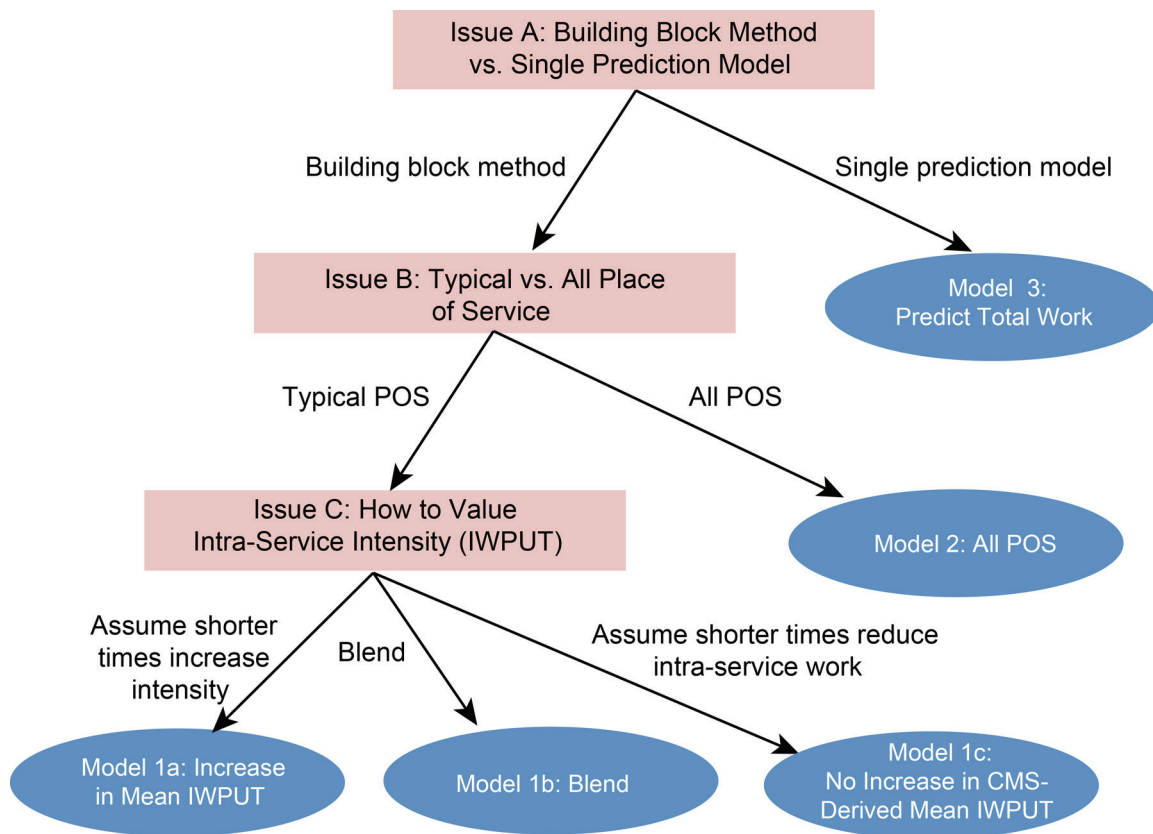 Issue A: Building Block Method
vs. Single Prediction Model
Building block method
Single prediction model
Issue B: Typical vs. All Place
of Service
Model 3:
Predict Total Work
Typical POS
All POS
Issue C: How to Value
Intra-Service Intensity (IWPUT)
Model 2: All POS
Assume shorter
times increase
intensity
Blend
Assume shorter times reduce
intra-service work
Model 1a: Increase
in Mean IWPUT
Model 1b: Blend
Model 1c:
No Increase in CMS-
Derived Mean IWPUT